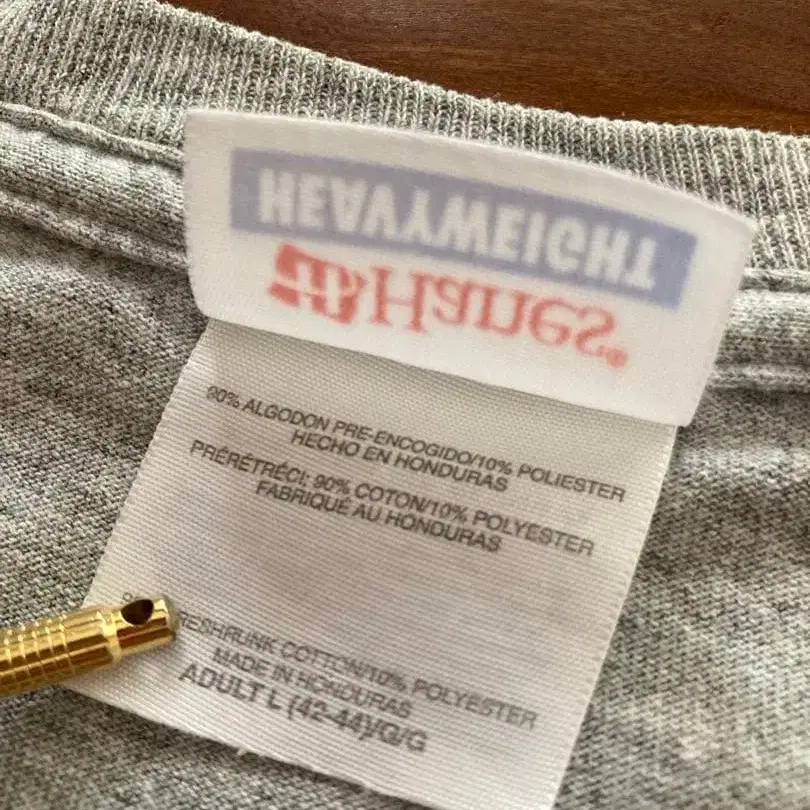 HEAVYWEIGHT
Hanes®
90% ALGODON PRE-ENCOGIDO/10% POLIESTER
HECHO EN HONDURAS
PRÉRÉTRÉCI; 90% COTON/10% POLYESTER
FABRIQUÉ AU HONDURAS
RESHRUNK COTTON/10% POLYESTER
MADE IN HONDURAS
ADULT L (42-44)/G/G